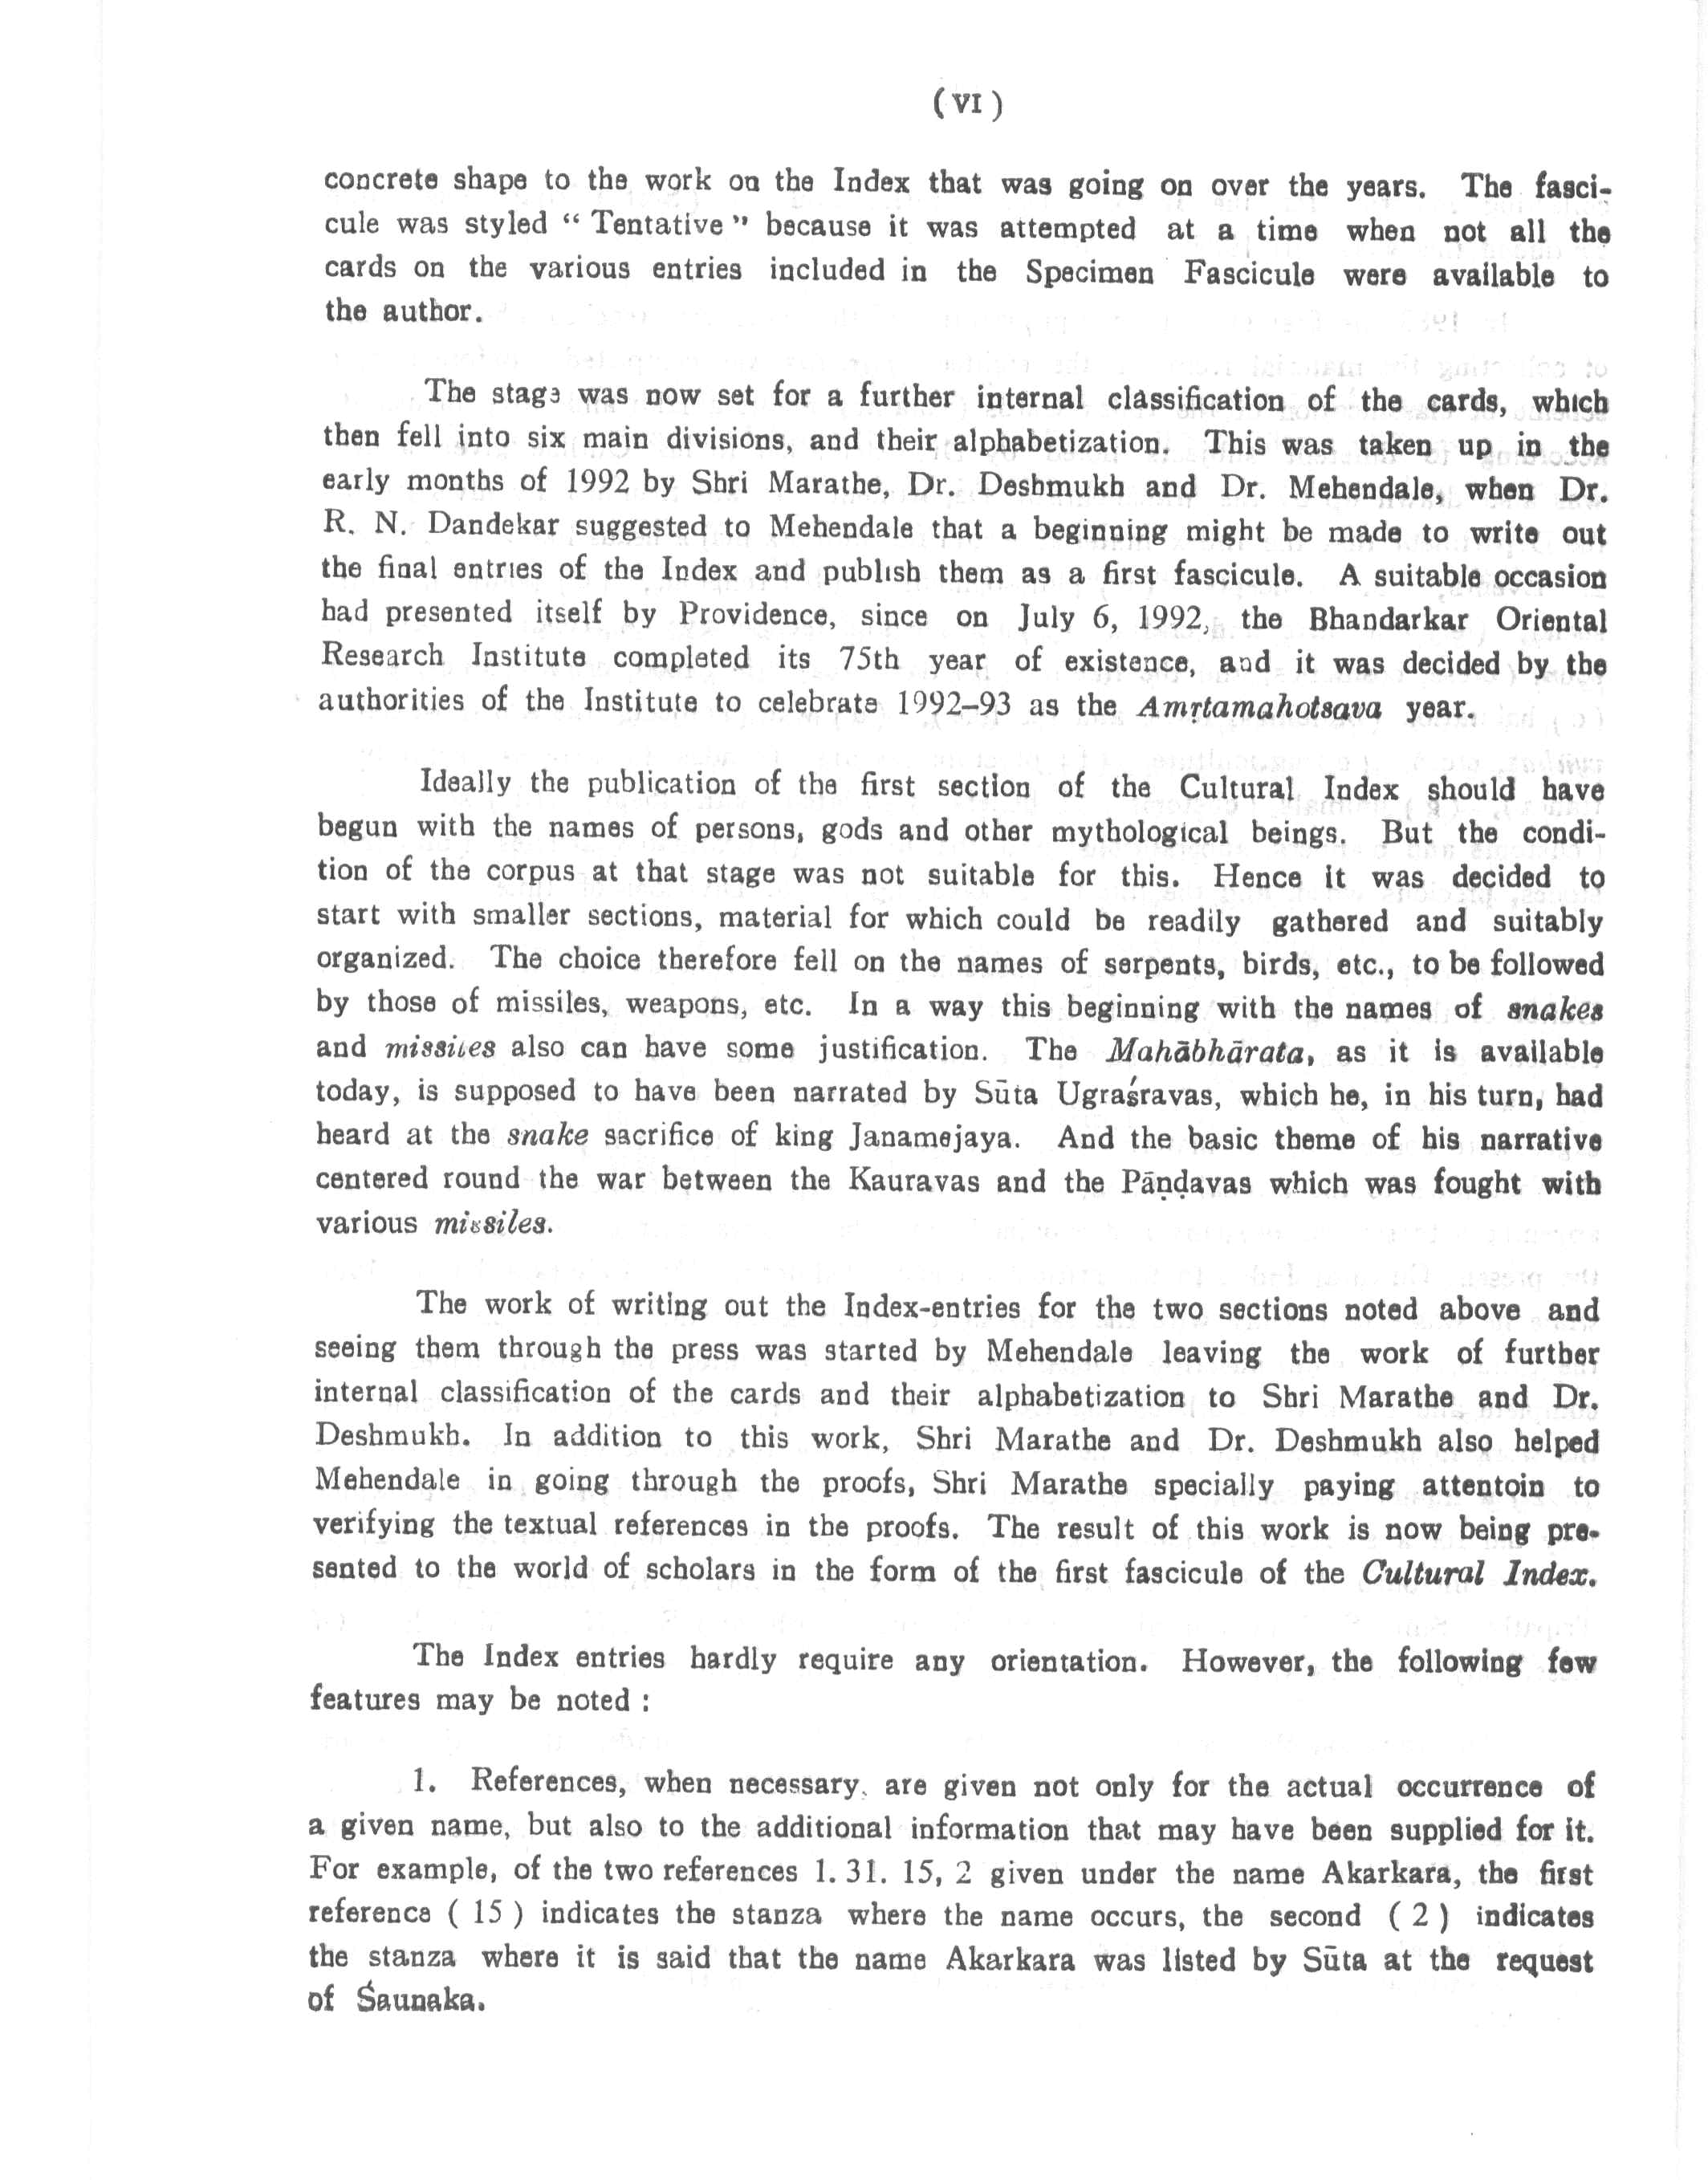 ( VI )
concrete shape to the work on the Index that was going on over the years. The fasci-
cule was styled “ Tentative ” because it was attempted at a time when not all the
cards on the various entries included in the Specimen Fascicule were available to
the author.
The stage was now set for a further internal classification of the cards, which
then fell into six main divisions, and their alphabetization. This was taken up in the
early months of 1992 by Shri Marathe, Dr. Deshmukh and Dr. Mehendale, when Dr.
R. N. Dandekar suggested to Mehendale that a beginning might be made to write out
the final entries of the Index and publish them as a first fascicule. A suitable occasion
had presented itself by Providence, since on July 6, 1992, the Bhandarkar Oriental
Research Institute completed its 75th year of existence, and it was decided by the
authorities of the Institute to celebrate 1992–93 as the Amṛtamahotsava year.
Ideally the publication of the first section of the Cultural Index should have
begun with the names of persons, gods and other mythological beings. But the condi-
tion of the corpus at that stage was not suitable for this. Hence it was decided to
start with smaller sections, material for which could be readily gathered and suitably
organized. The choice therefore fell on the names of serpents, birds, etc., to be followed
by those of missiles, weapons, etc. In a way this beginning with the names of snakes
and missiles also can have some justification. The Mahābhārata, as it is available
today, is supposed to have been narrated by Sūta Ugraśravas, which he, in his turn, had
heard at the snake sacrifice of king Janamejaya. And the basic theme of his narrative
centered round the war between the Kauravas and the Pāṇḍavas which was fought with
various missiles.
The work of writing out the Index-entries for the two sections noted above and
seeing them through the press was started by Mehendale leaving the work of further
internal classification of the cards and their alphabetization to Shri Marathe and Dr.
Deshmukh. In addition to this work, Shri Marathe and Dr. Deshmukh also helped
Mehendale in going through the proofs, Shri Marathe specially paying attentoin to
verifying the textual references in the proofs. The result of this work is now being pre-
sented to the world of scholars in the form of the first fascicule of the Cultural Index.
The Index entries hardly require any orientation. However, the following few
features may be noted :
1. References, when necessary, are given not only for the actual occurrence of
a given name, but also to the additional information that may have been supplied for it.
For example, of the two references 1. 31. 15, 2 given under the name Akarkara, the first
reference ( 15 ) indicates the stanza where the name occurs, the second ( 2 ) indicates
the stanza where it is said that the name Akarkara was listed by Sūta at the request
of Śaunaka.